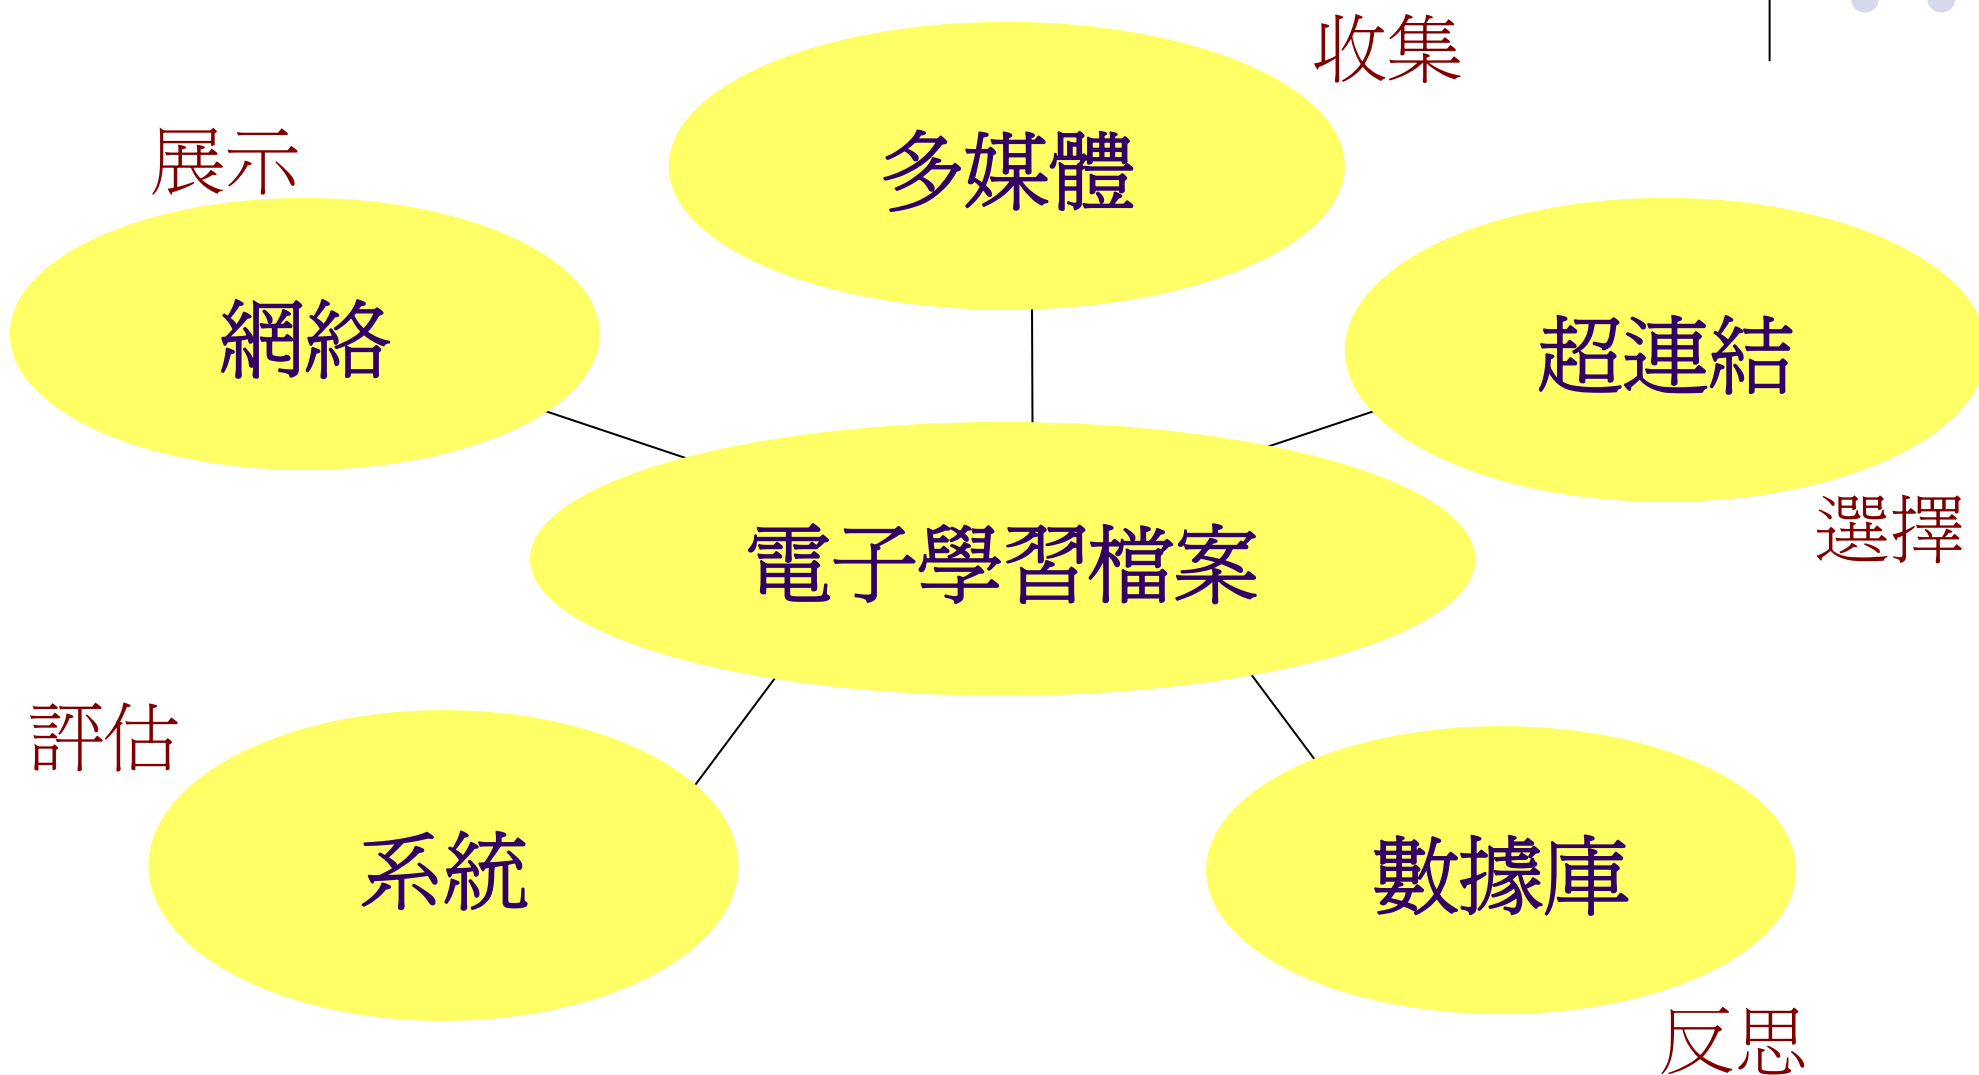 收集
展示
多媒體
網絡
超連結
選擇
電子學習檔案
評估
系統
數據庫
反思